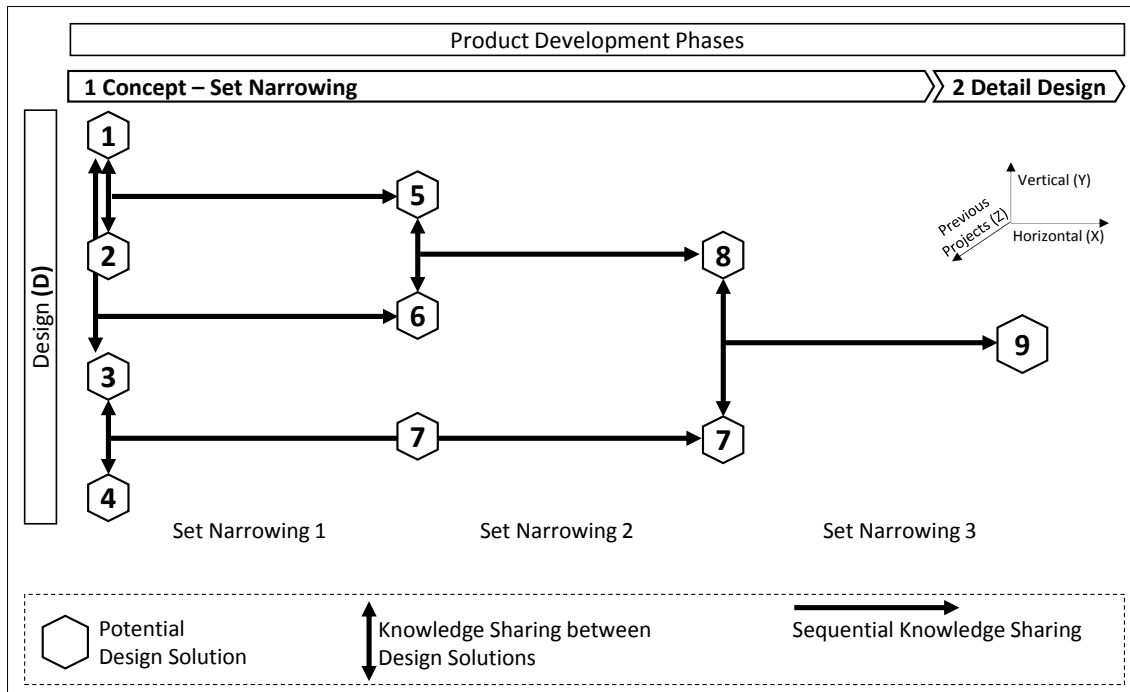 Product Development Phases
1 Concept – Set Narrowing
2 Detail Design
Design (D)
1
2
3
4
5
6
7
8
7
9
Vertical (Y)
Previous
Projects (Z)
Horizontal (X)
Set Narrowing 1
Set Narrowing 2
Set Narrowing 3
Potential
Design Solution
Knowledge Sharing between
Design Solutions
Sequential Knowledge Sharing